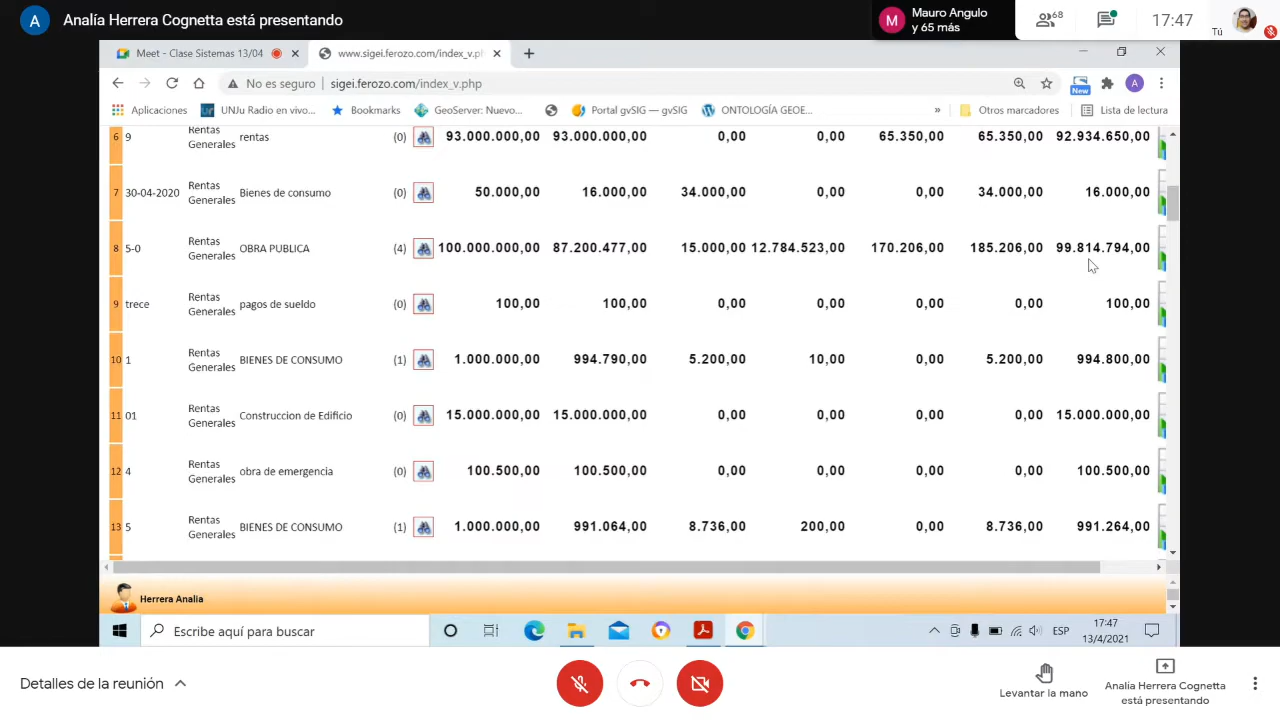 A Analía Herrera Cognetta está presentando
M Mauro Angulo
y 65 más
68
17:47
Tú
Meet - Clase Sistemas 13/04
www.sigei.ferozo.com/index_v.ph
No es seguro
sigei.ferozo.com/index_v.php
New
A
Aplicaciones
UNJu Radio en vivo...
Bookmarks
GeoServer: Nuevo...
Portal gvSIG — gvSIG
ONTOLOGÍA GEOE...
»
Otros marcadores
Lista de lectura
6 9 Rentas Generales rentas (0) 93.000.000,00 93.000.000,00 0,00 0,00 65.350,00 65.350,00 92.934.650,00
7 30-04-2020 Rentas Generales Bienes de consumo (0) 50.000,00 16.000,00 34.000,00 0,00 0,00 34.000,00 16.000,00
8 5-0 Rentas Generales OBRA PUBLICA (4) 100.000.000,00 87.200.477,00 15.000,00 12.784.523,00 170.206,00 185.206,00 99.814.794,00
9 trece Rentas Generales pagos de sueldo (0) 100,00 100,00 0,00 0,00 0,00 0,00 100,00
10 1 Rentas Generales BIENES DE CONSUMO (1) 1.000.000,00 994.790,00 5.200,00 10,00 0,00 5.200,00 994.800,00
11 01 Rentas Generales Construccion de Edificio (0) 15.000.000,00 15.000.000,00 0,00 0,00 0,00 0,00 15.000.000,00
12 4 Rentas Generales obra de emergencia (0) 100.500,00 100.500,00 0,00 0,00 0,00 0,00 100.500,00
13 5 Rentas Generales BIENES DE CONSUMO (1) 1.000.000,00 991.064,00 8.736,00 200,00 0,00 8.736,00 991.264,00
Herrera Analia
Escribe aquí para buscar
ESP
17:47
13/4/2021
Detalles de la reunión
Levantar la mano
Analía Herrera Cognetta
está presentando